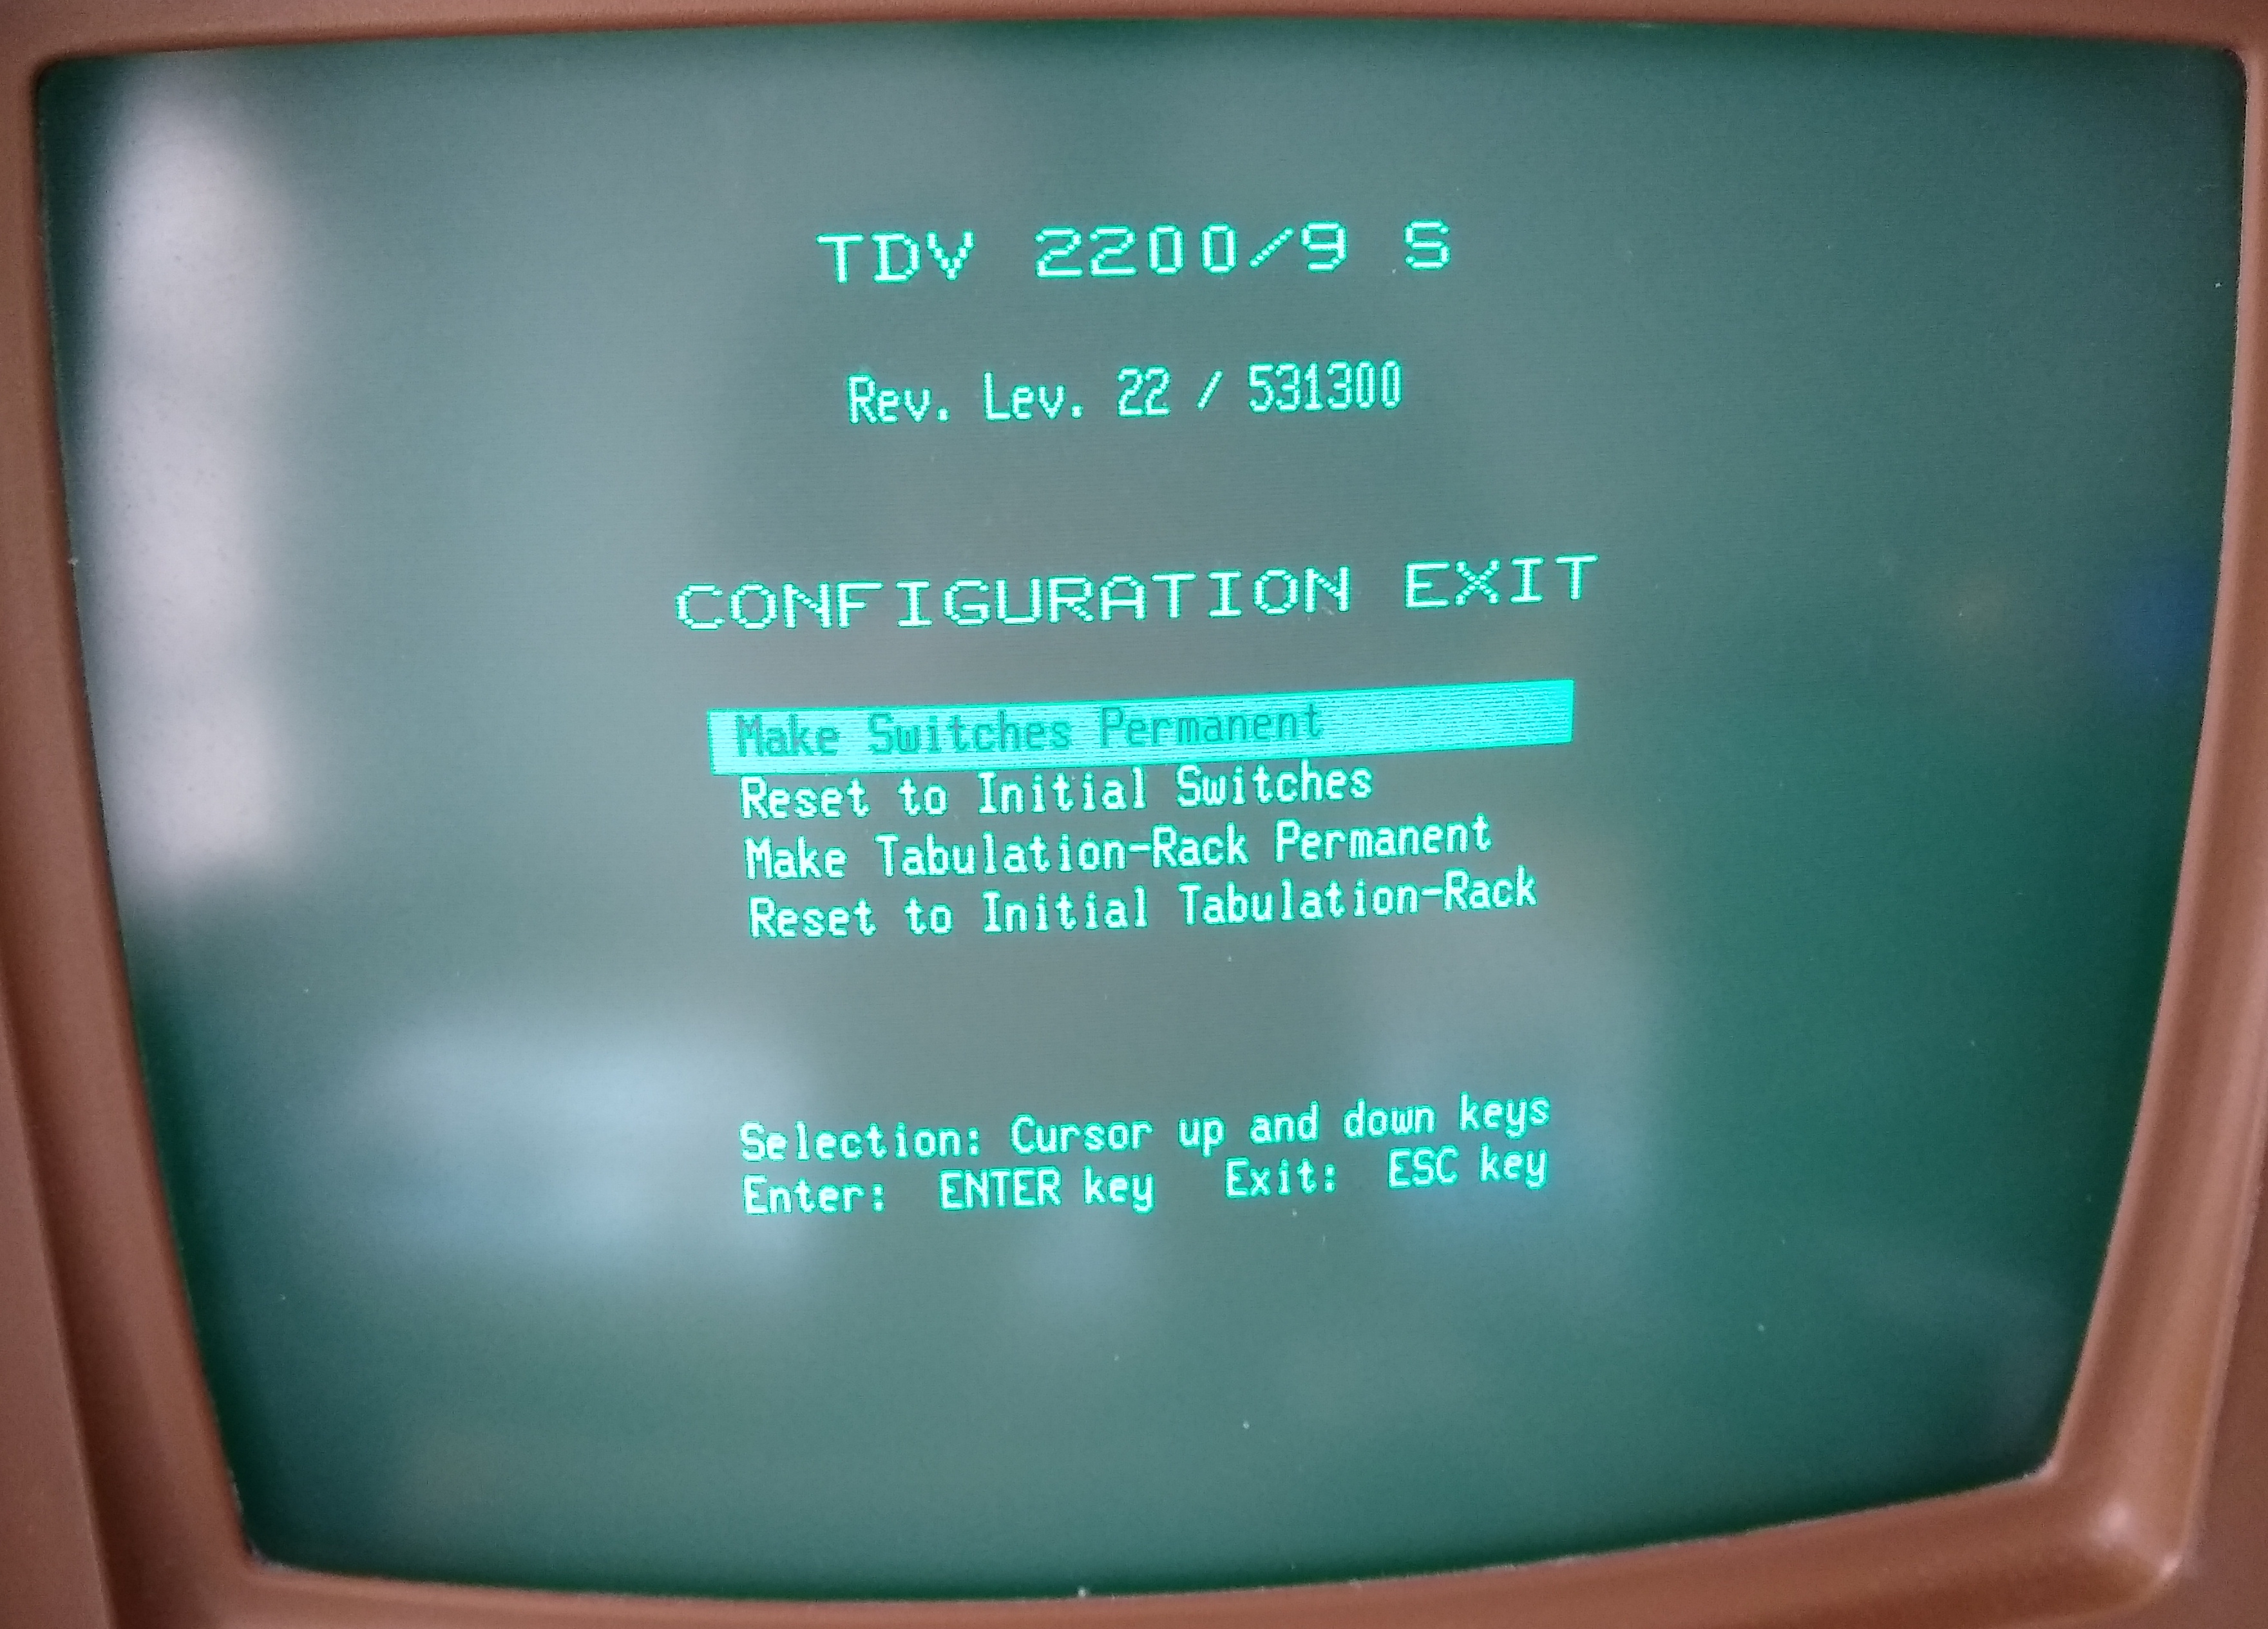 TDV 2200/9 S
Rev. Lev. 22 / 531300
CONFIGURATION EXIT
Make Switches Permanent
Reset to Initial Switches
Make Tabulation-Rack Permanent
Reset to Initial Tabulation-Rack
Selection: Cursor up and down keys
Enter: ENTER key Exit: ESC key